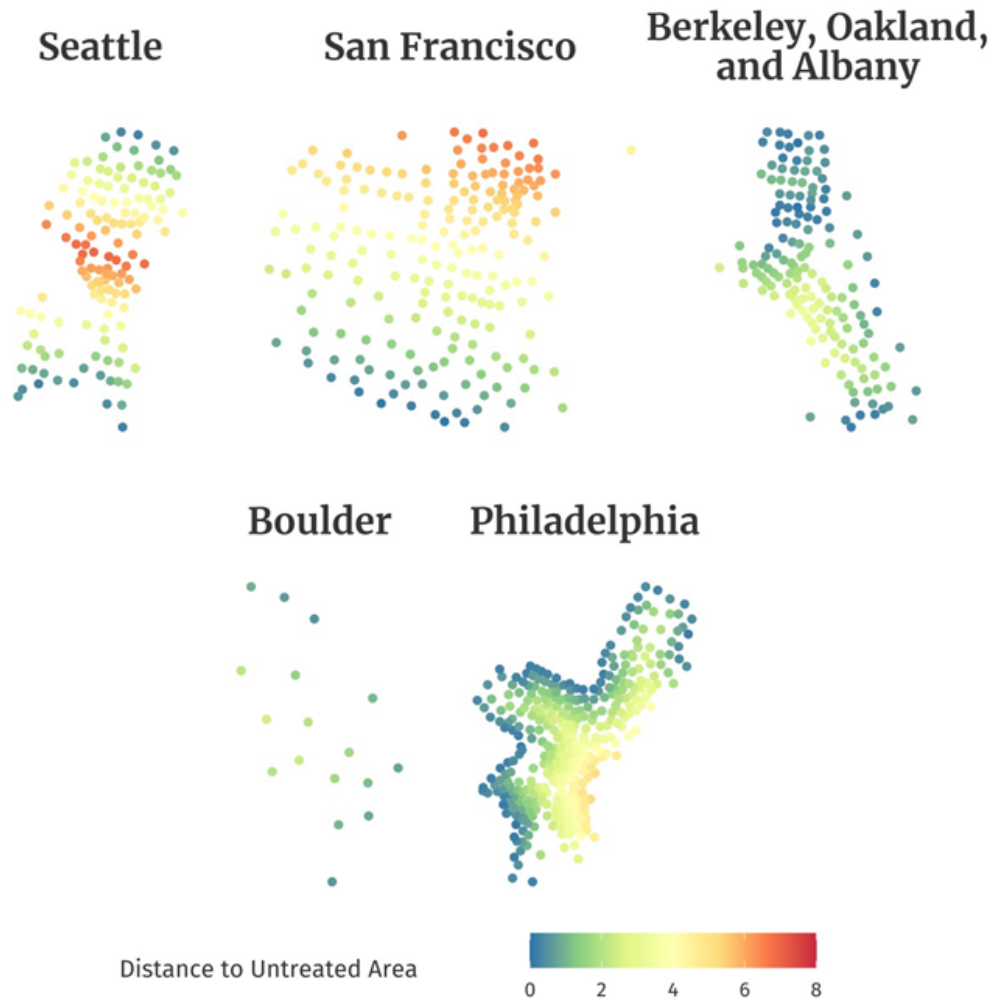 Seattle
San Francisco
Berkeley, Oakland,
and Albany
Boulder
Philadelphia
Distance to Untreated Area
0 2 4 6 8